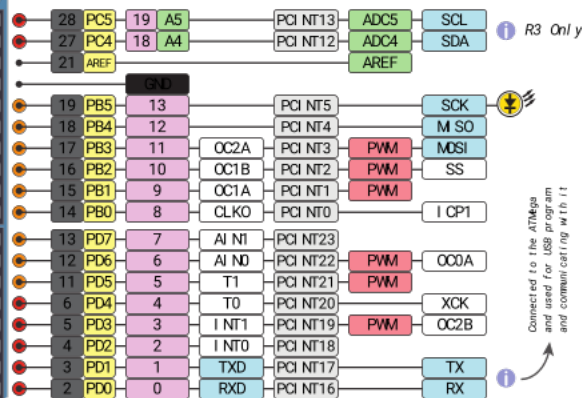 28 PC5 19 A5 PCINT13 ADC5 SCL
27 PC4 18 A4 PCINT12 ADC4 SDA
R3 Only
21 AREF AREF
GND
19 PB5 13 PCINT5 SCK
18 PB4 12 PCINT4 MISO
17 PB3 11 OC2A PCINT3 PWM MOSI
16 PB2 10 OC1B PCINT2 PWM SS
15 PB1 9 OC1A PCINT1 PWM
14 PB0 8 CLKO PCINT0 ICP1
13 PD7 7 AIN1 PCINT23
12 PD6 6 AIN0 PCINT22 PWM OC0A
11 PD5 5 T1 PCINT21 PWM
6 PD4 4 T0 PCINT20 XCK
5 PD3 3 INT1 PCINT19 PWM OC2B
4 PD2 2 INT0 PCINT18
3 PD1 1 TXD PCINT17 TX
2 PD0 0 RXD PCINT16 RX
Connected to the ATMega
and used for USB program
and communicating with it